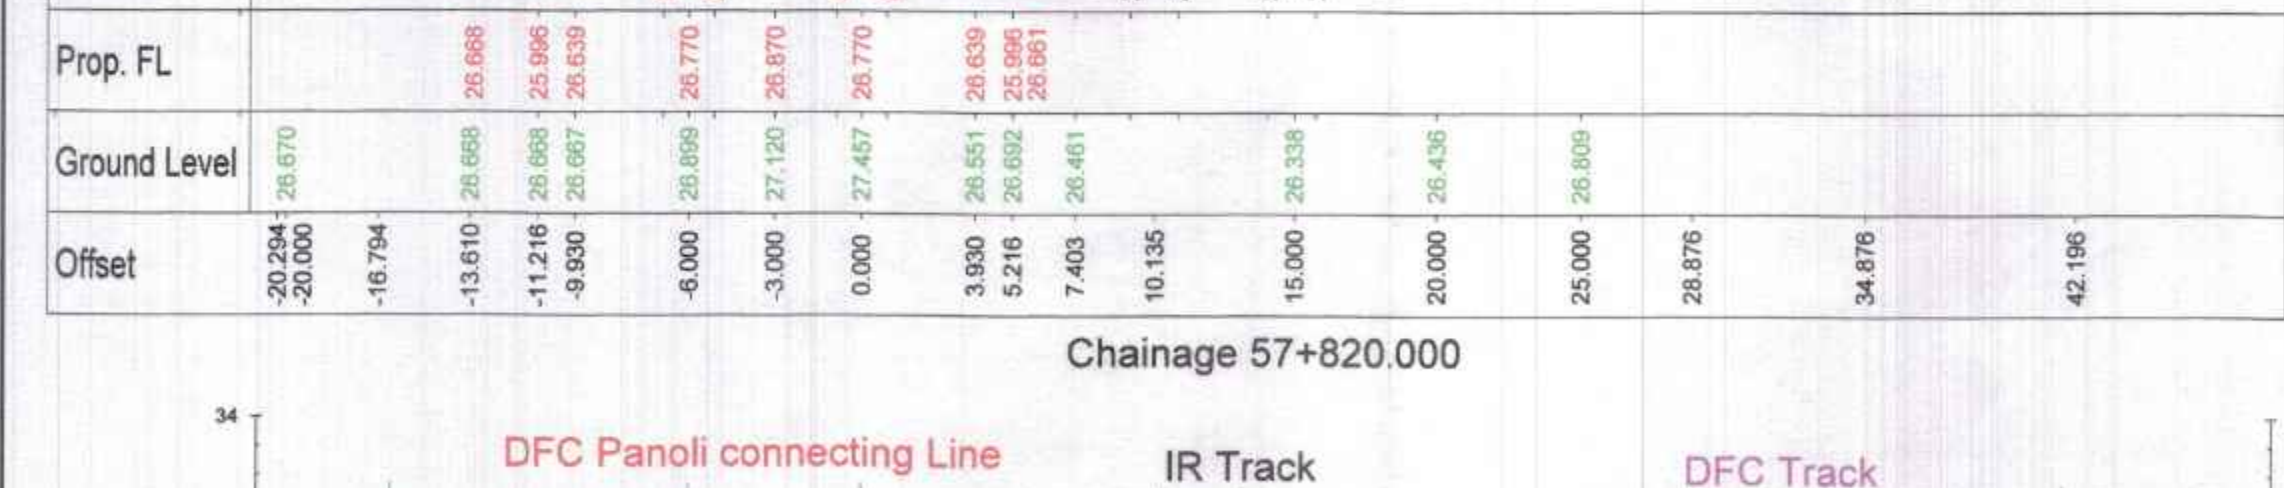 Prop. FL 26.668 25.996 26.639 26.770 26.870 26.770 26.639 25.996 26.661
Ground Level 26.670 26.668 26.668 26.667 26.899 27.120 27.457 26.551 26.692 26.461 26.338 26.436 26.809
Offset -20.294 -20.000 -16.794 -13.610 -11.216 -9.930 -6.000 -3.000 0.000 3.930 5.216 7.403 10.135 15.000 20.000 25.000 28.876 34.876 42.196
Chainage 57+820.000
34
DFC Panoli connecting Line IR Track DFC Track